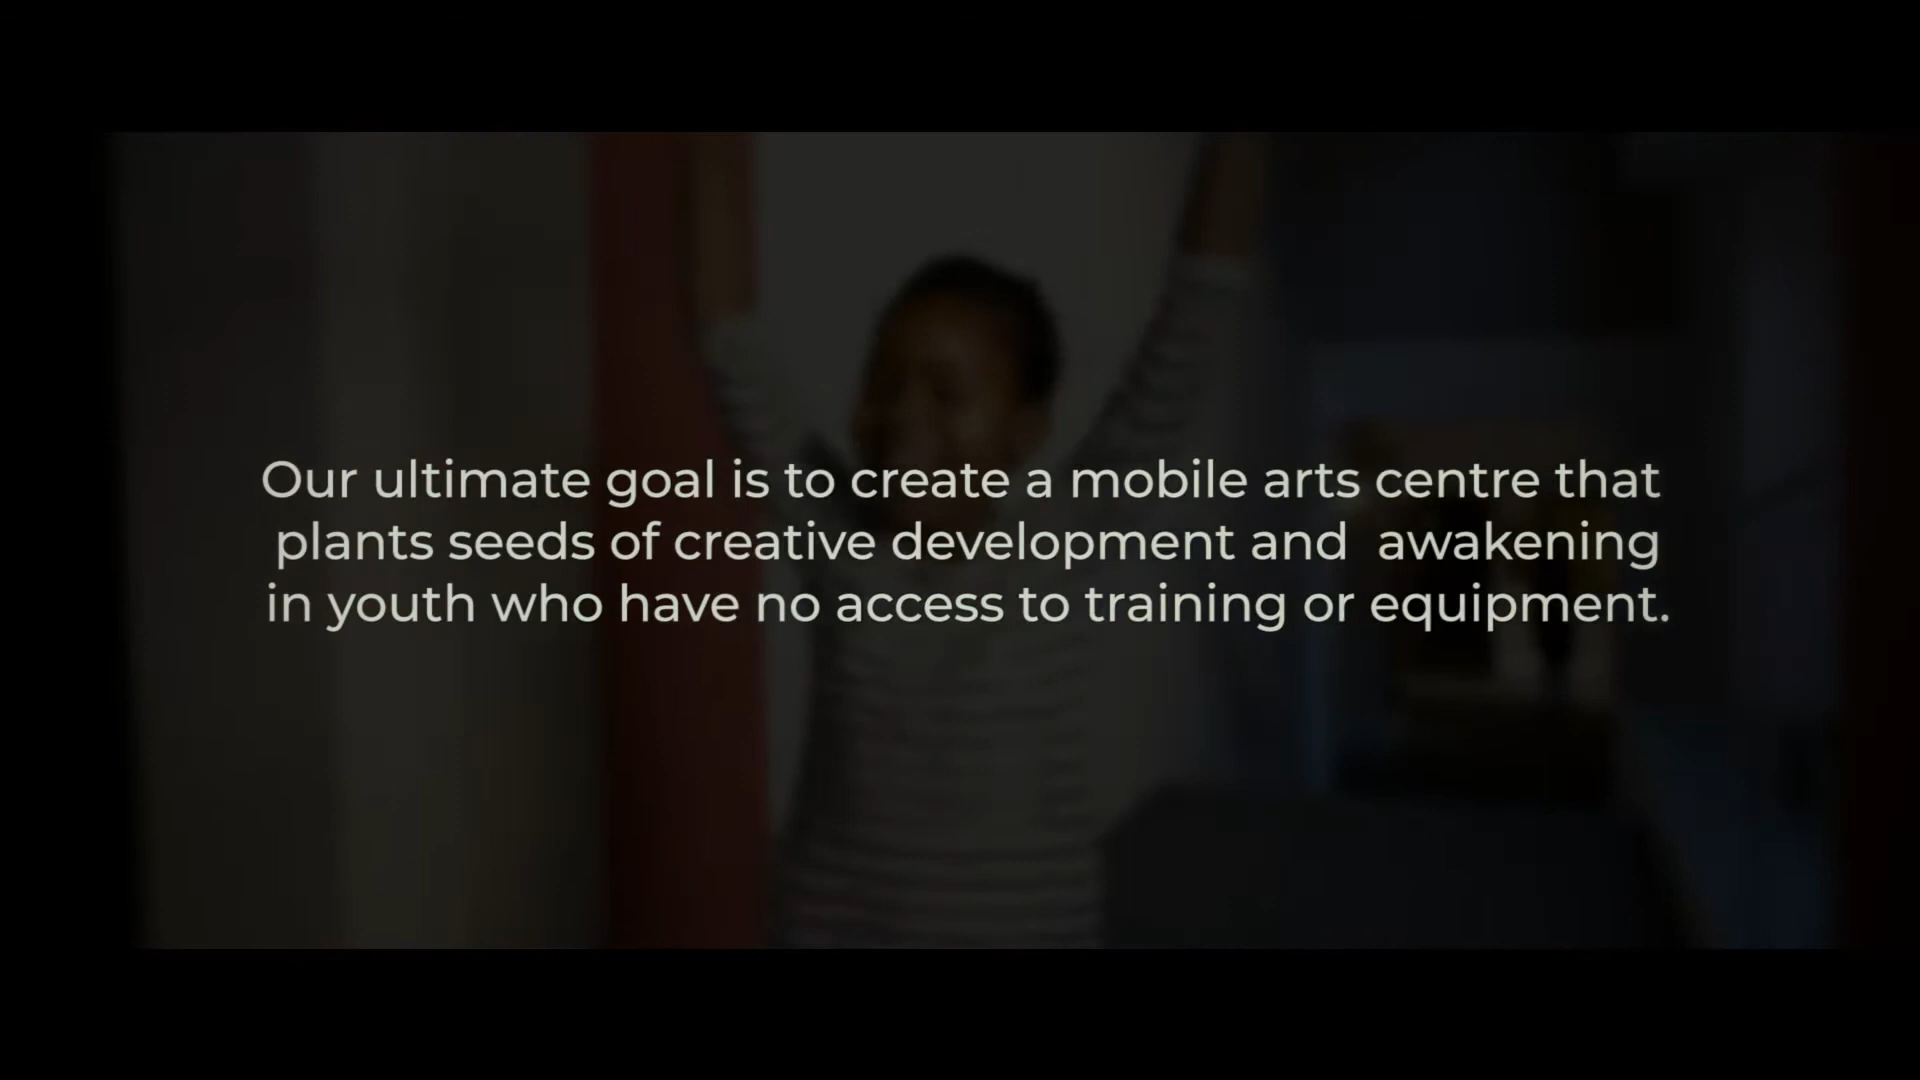 Our ultimate goal is to create a mobile arts centre that
plants seeds of creative development and  awakening
in youth who have no access to training or equipment.